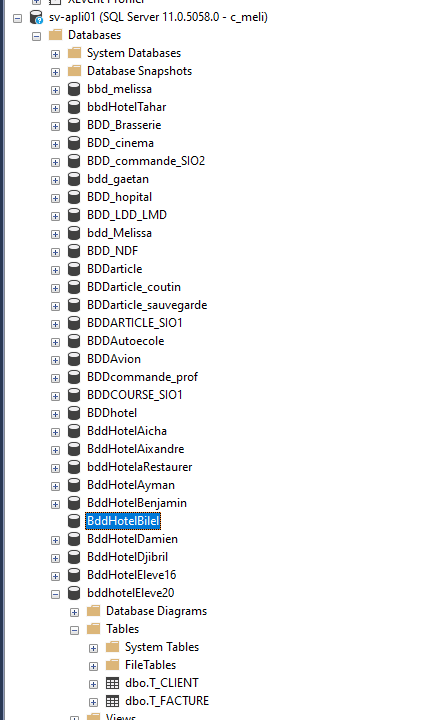 XEvent Profiler
sv-apli01 (SQL Server 11.0.5058.0 - c_meli)
Databases
System Databases
Database Snapshots
bbd_melissa
bbdHotelTahar
BDD_Brasserie
BDD_cinema
BDD_commande_SIO2
bdd_gaetan
BDD_hopital
BDD_LDD_LMD
bdd_Melissa
BDD_NDF
BDDarticle
BDDarticle_coutin
BDDarticle_sauvegarde
BDDARTICLE_SIO1
BDDAutoecole
BDDAvion
BDDcommande_prof
BDDCOURSE_SIO1
BDDhotel
BddHotelAicha
BddHotelAixandre
bddHotelaRestaurer
BddHotelAyman
BddHotelBenjamin
BddHotelBilel
BddHotelDamien
BddHotelDjibril
BddHotelEleve16
bddhotelEleve20
Database Diagrams
Tables
System Tables
FileTables
dbo.T_CLIENT
dbo.T_FACTURE
Views